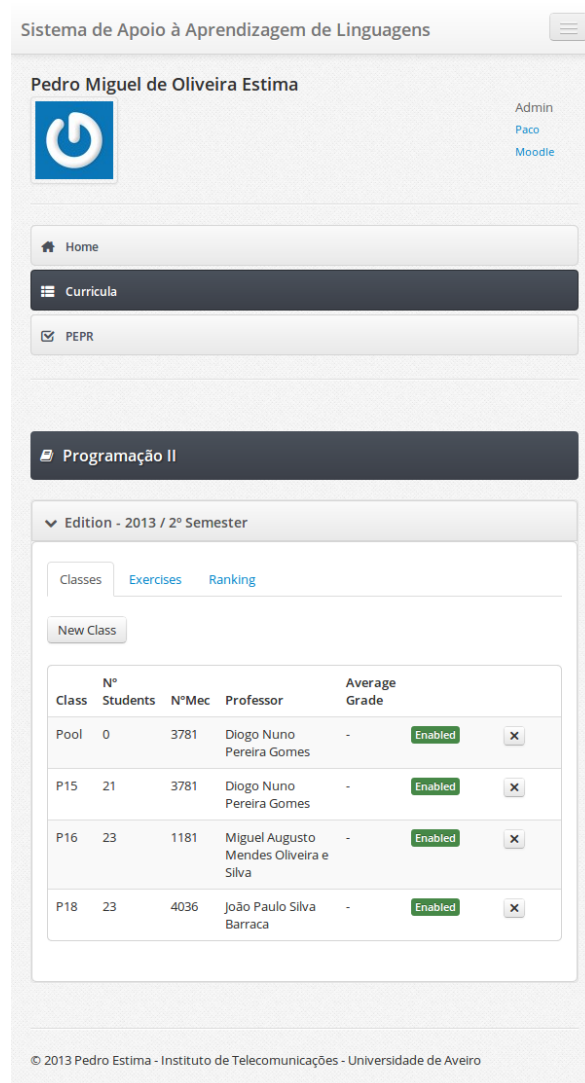 Sistema de Apoio à Aprendizagem de Linguagens
Pedro Miguel de Oliveira Estima
Admin
Paco
Moodle
Home
Curricula
PEPR
Programação II
Edition - 2013 / 2º Semester
Classes Exercises Ranking
New Class
Class Nº Students NºMec Professor Average Grade
Pool 0 3781 Diogo Nuno Pereira Gomes - Enabled
P15 21 3781 Diogo Nuno Pereira Gomes - Enabled
P16 23 1181 Miguel Augusto Mendes Oliveira e Silva - Enabled
P18 23 4036 João Paulo Silva Barraca - Enabled
© 2013 Pedro Estima - Instituto de Telecomunicações - Universidade de Aveiro